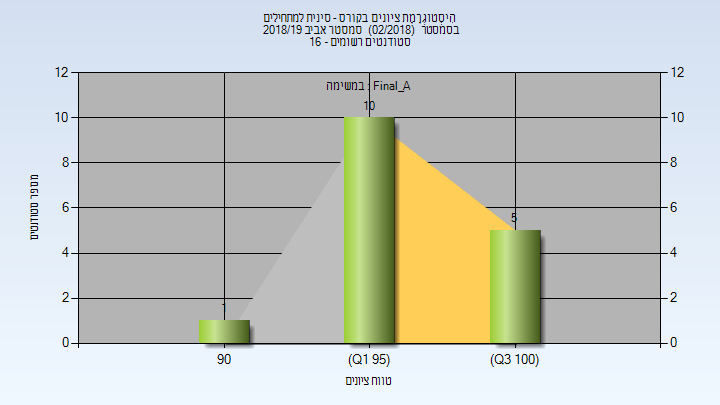 היסטוגרמת ציונים בקורס - סינית למתחילים
בסמסטר (02/2018) סמסטר אביב 2018/19
סטודנטים רשומים - 16
במשימה : Final_A
12
10
8
6
4
2
0
12
10
8
6
4
2
0
1
10
5
מספר סטודנטים
90
(Q1 95)
(Q3 100)
טווח ציונים